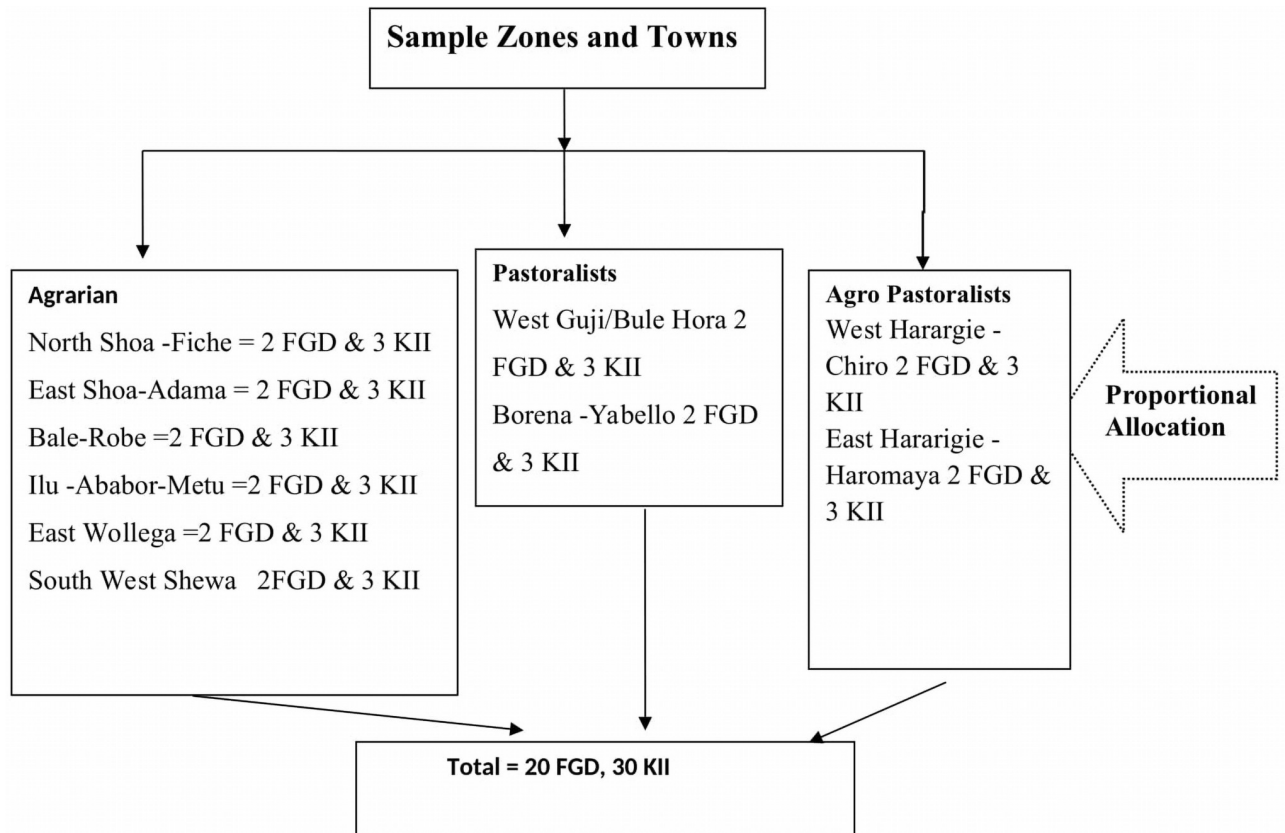 Sample Zones and Towns
Agrarian
North Shoa -Fiche = 2 FGD & 3 KII
East Shoa-Adama = 2 FGD & 3 KII
Bale-Robe =2 FGD & 3 KII
Ilu -Ababor-Metu =2 FGD & 3 KII
East Wollega =2 FGD & 3 KII
South West Shewa 2FGD & 3 KII
Pastoralists
West Guji/Bule Hora 2
FGD & 3 KII
Borena -Yabello 2 FGD
& 3 KII
Agro Pastoralists
West Harargie -
Chiro 2 FGD & 3
KII
East Hararigie -
Haromaya 2 FGD &
3 KII
Proportional
Allocation
Total = 20 FGD, 30 KII